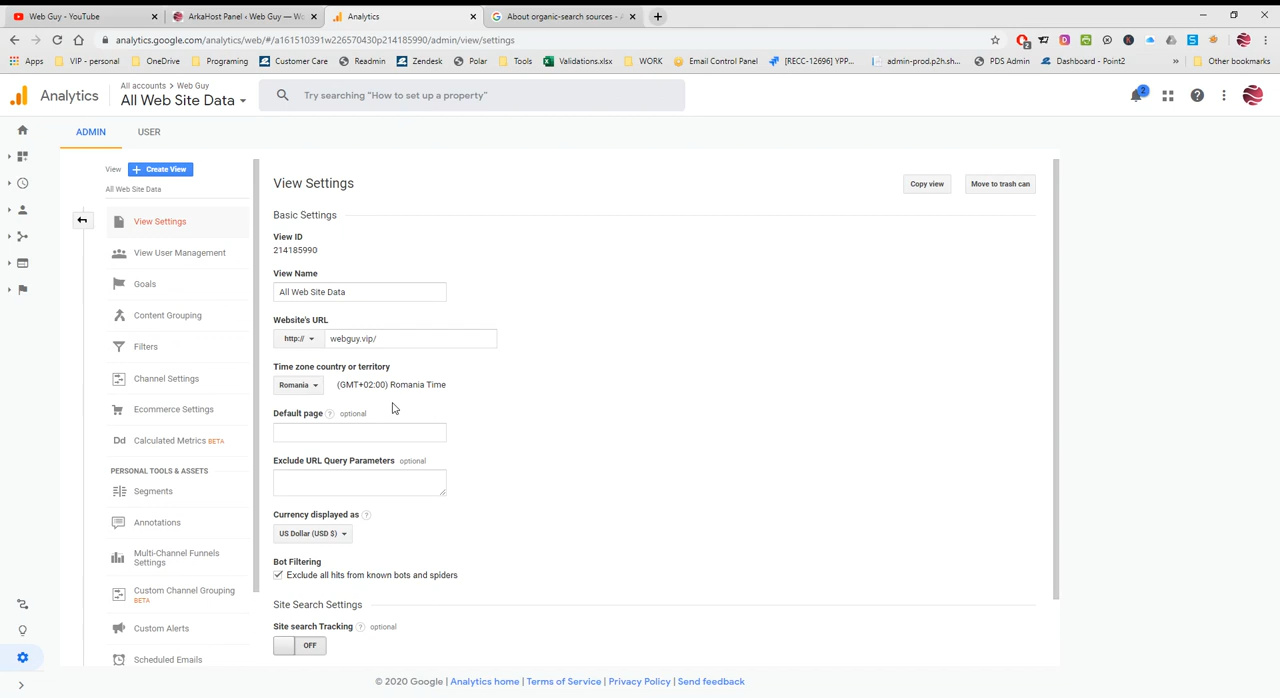 Web Guy - YouTube
ArkaHost Panel ‹ Web Guy — Wo
Analytics
About organic-search sources - A
analytics.google.com/analytics/web/#/a161510391w226570430p214185990/admin/view/settings
2
Apps
VIP - personal
OneDrive
Programing
Customer Care
Readmin
Zendesk
Polar
Tools
Validations.xlsx
WORK
Email Control Panel
[RECC-12696] YPP...
admin-prod.p2h.sh...
PDS Admin
Dashboard - Point2
»
Other bookmarks
Analytics
All accounts > Web Guy
All Web Site Data
Try searching "How to set up a property"
2
ADMIN
USER
View
+ Create View
All Web Site Data
View Settings
View User Management
Goals
Content Grouping
Filters
Channel Settings
Ecommerce Settings
Dd Calculated Metrics BETA
PERSONAL TOOLS & ASSETS
Segments
Annotations
Multi-Channel Funnels
Settings
Custom Channel Grouping
BETA
Custom Alerts
Scheduled Emails
View Settings
Copy view
Move to trash can
Basic Settings
View ID
214185990
View Name
All Web Site Data
Website's URL
http://
webguy.vip/
Time zone country or territory
Romania
(GMT+02:00) Romania Time
Default page ? optional
Exclude URL Query Parameters optional
Currency displayed as ?
US Dollar (USD $)
Bot Filtering
Exclude all hits from known bots and spiders
Site Search Settings
Site search Tracking ? optional
OFF
© 2020 Google | Analytics home | Terms of Service | Privacy Policy | Send feedback